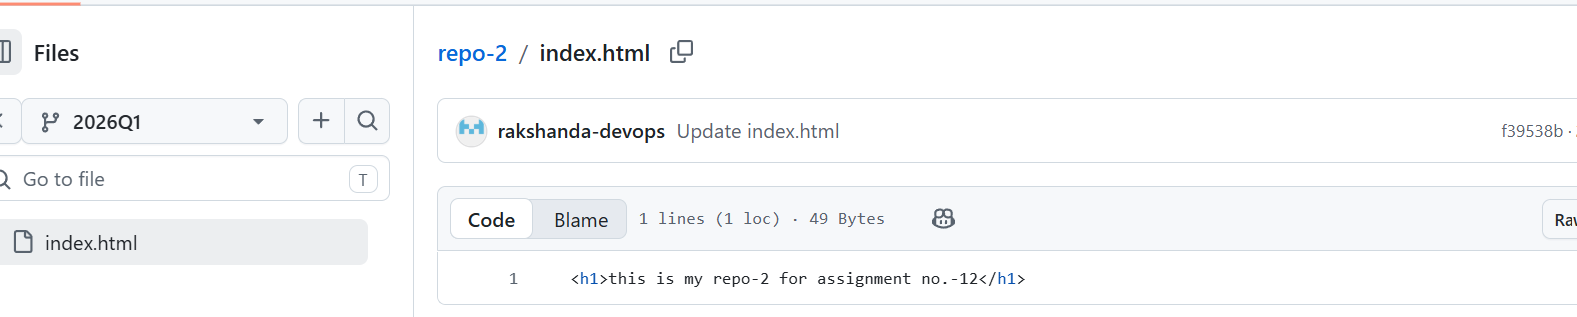 Files
2026Q1
Go to file
T
index.html
repo-2 / index.html
rakshanda-devops Update index.html
f39538b ·
Code Blame 1 lines (1 loc) · 49 Bytes
1 <h1>this is my repo-2 for assignment no.-12</h1>